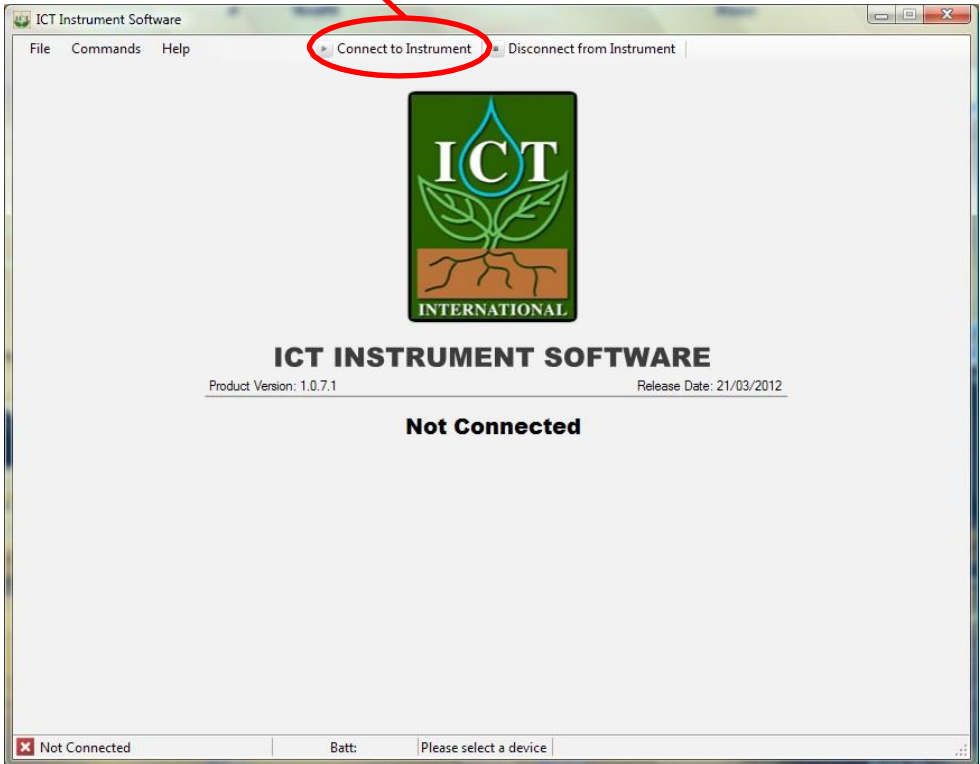 ICT Instrument Software
File Commands Help Connect to Instrument Disconnect from Instrument
ICT
INTERNATIONAL
ICT INSTRUMENT SOFTWARE
Product Version: 1.0.7.1 Release Date: 21/03/2012
Not Connected
Not Connected Batt: Please select a device